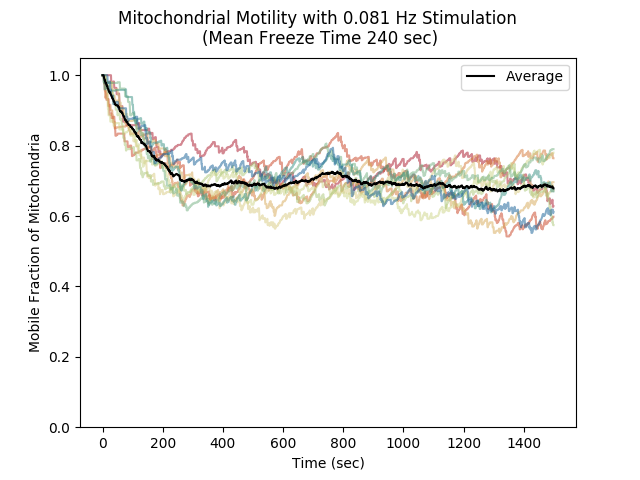 Mitochondrial Motility with 0.081 Hz Stimulation
(Mean Freeze Time 240 sec)
Average
Mobile Fraction of Mitochondria
1.0
0.8
0.6
0.4
0.2
0.0
0 200 400 600 800 1000 1200 1400
Time (sec)